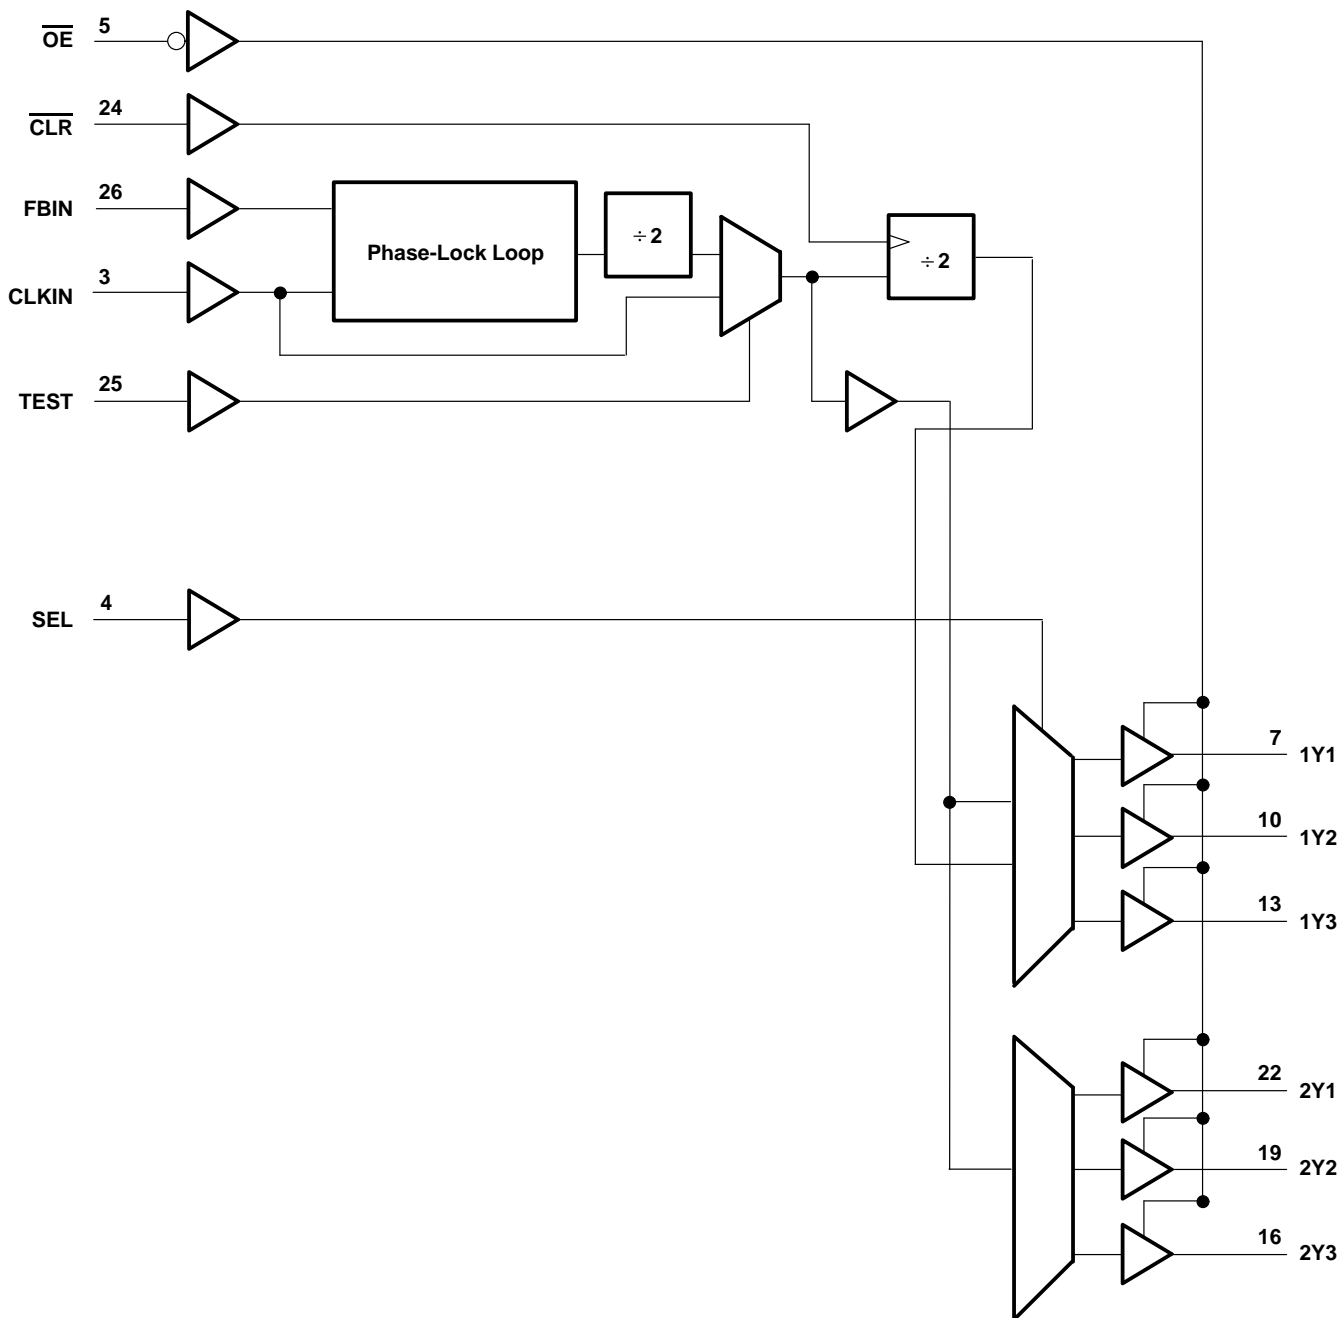 5
OE
24
CLR
26
FBIN
Phase-Lock Loop
÷2
÷2
3
CLKIN
25
TEST
4
SEL
7
1Y1
10
1Y2
13
1Y3
22
2Y1
19
2Y2
16
2Y3